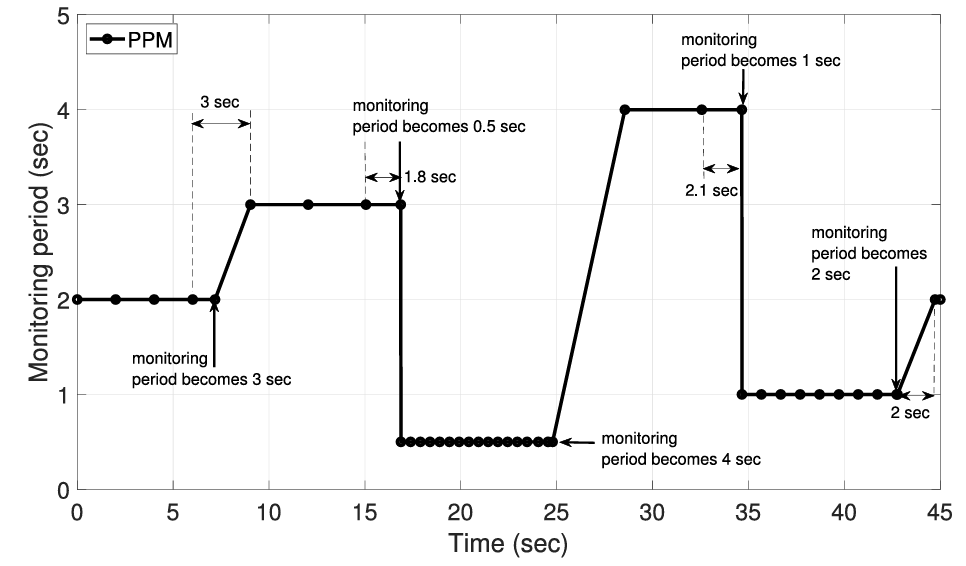 PPM
3 sec
monitoring
period becomes 0.5 sec
1.8 sec
monitoring
period becomes 1 sec
2.1 sec
monitoring
period becomes
2 sec
monitoring
period becomes 3 sec
2 sec
monitoring
period becomes 4 sec
Monitoring period (sec)
5
4
3
2
1
0
0 5 10 15 20 25 30 35 40 45
Time (sec)